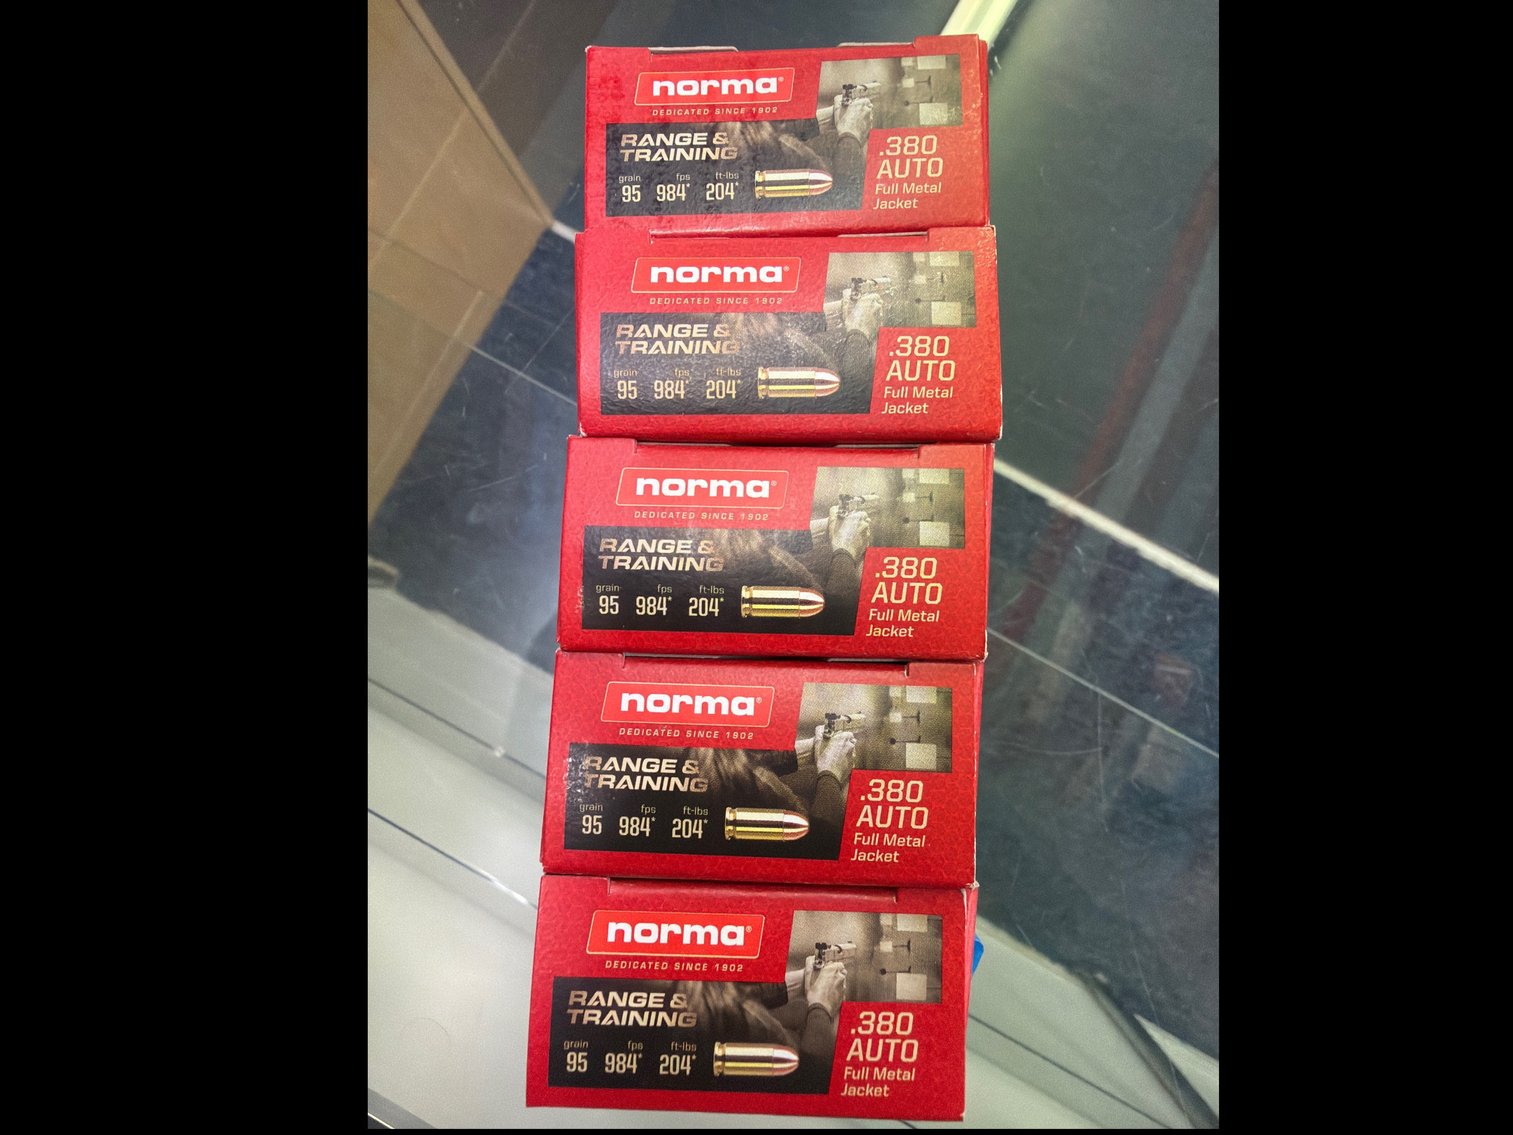 norma®
DEDICATED SINCE 1902
RANGE &
TRAINING
grain fps ft-lbs
95 984* 204*
.380
AUTO
Full Metal
Jacket
norma®
DEDICATED SINCE 1902
RANGE &
TRAINING
grain fps ft-lbs
95 984* 204*
.380
AUTO
Full Metal
Jacket
norma®
DEDICATED SINCE 1902
RANGE &
TRAINING
grain fps ft-lbs
95 984* 204*
.380
AUTO
Full Metal
Jacket
norma®
DEDICATED SINCE 1902
RANGE &
TRAINING
grain fps ft-lbs
95 984* 204*
.380
AUTO
Full Metal
Jacket
norma®
DEDICATED SINCE 1902
RANGE &
TRAINING
grain fps ft-lbs
95 984* 204*
.380
AUTO
Full Metal
Jacket